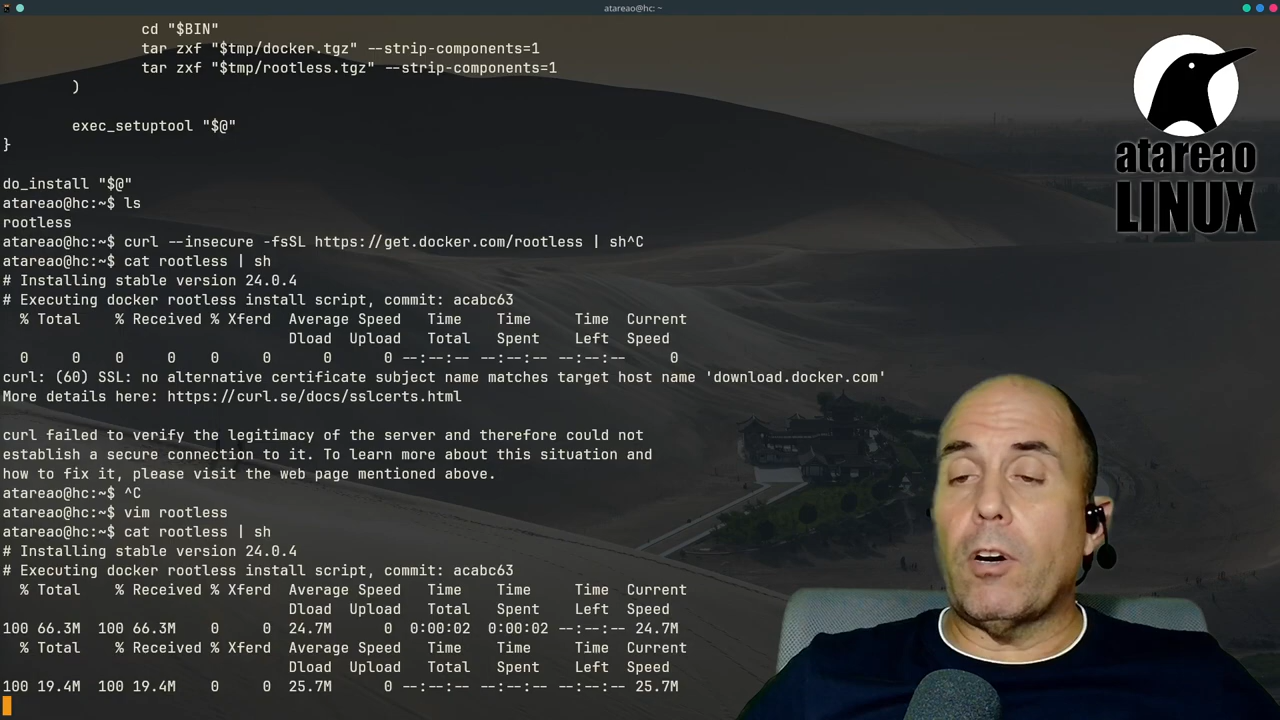 atareao@hc: ~
cd "$BIN"
tar zxf "$tmp/docker.tgz" --strip-components=1
tar zxf "$tmp/rootless.tgz" --strip-components=1
)
exec_setuptool "$@"
}
do_install "$@"
atareao@hc:~$ ls
rootless
atareao@hc:~$ curl --insecure -fsSL https://get.docker.com/rootless | sh^C
atareao@hc:~$ cat rootless | sh
# Installing stable version 24.0.4
# Executing docker rootless install script, commit: acabc63
% Total % Received % Xferd Average Speed Time Time Time Current
Dload Upload Total Spent Left Speed
0 0 0 0 0 0 0 0 --:--:-- --:--:-- --:--:-- 0
curl: (60) SSL: no alternative certificate subject name matches target host name 'download.docker.com'
More details here: https://curl.se/docs/sslcerts.html
curl failed to verify the legitimacy of the server and therefore could not
establish a secure connection to it. To learn more about this situation and
how to fix it, please visit the web page mentioned above.
atareao@hc:~$ ^C
atareao@hc:~$ vim rootless
atareao@hc:~$ cat rootless | sh
# Installing stable version 24.0.4
# Executing docker rootless install script, commit: acabc63
% Total % Received % Xferd Average Speed Time Time Time Current
Dload Upload Total Spent Left Speed
100 66.3M 100 66.3M 0 0 24.7M 0 0:00:02 0:00:02 --:--:-- 24.7M
% Total % Received % Xferd Average Speed Time Time Time Current
Dload Upload Total Spent Left Speed
100 19.4M 100 19.4M 0 0 25.7M 0 --:--:-- --:--:-- --:--:-- 25.7M
atareao
LINUX